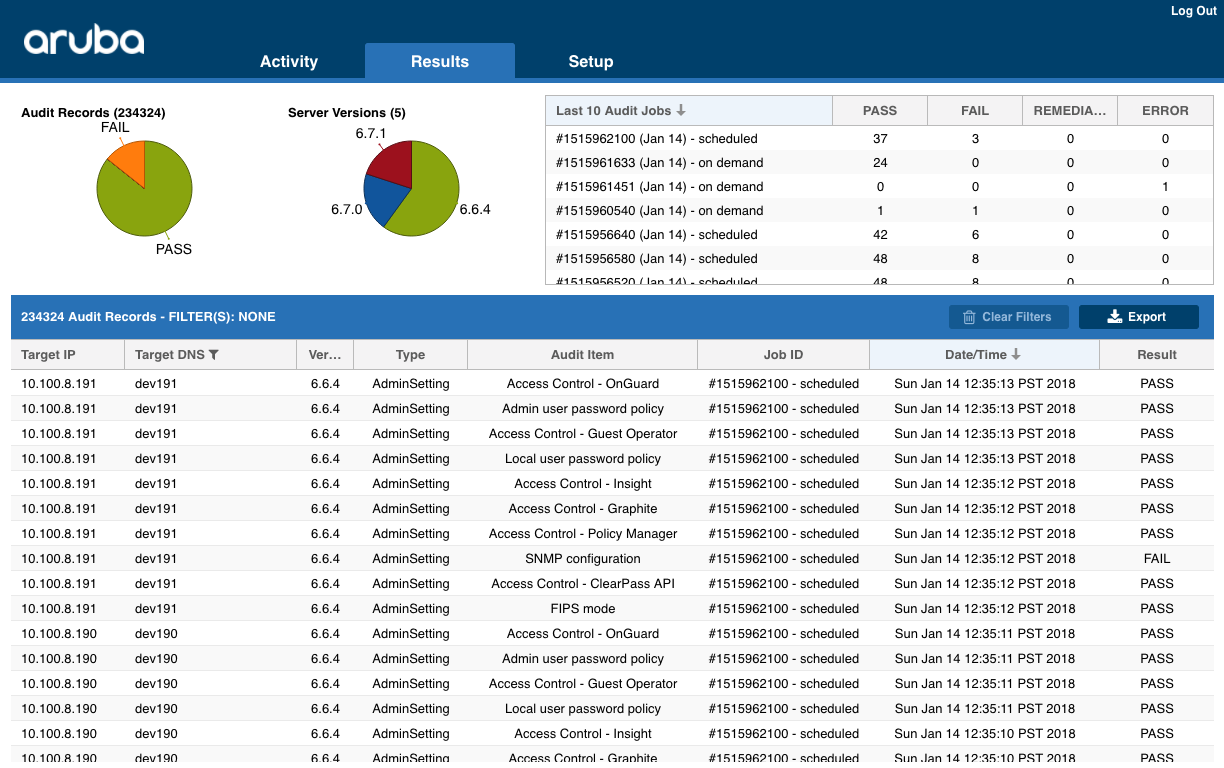 Log Out
aruba
Activity Results Setup
Audit Records (234324)
FAIL
PASS
Server Versions (5)
6.7.1
6.7.0
6.6.4
Last 10 Audit Jobs PASS FAIL REMEDIA... ERROR
#1515962100 (Jan 14) - scheduled 37 3 0 0
#1515961633 (Jan 14) - on demand 24 0 0 0
#1515961451 (Jan 14) - on demand 0 0 0 1
#1515960540 (Jan 14) - on demand 1 1 0 0
#1515956640 (Jan 14) - scheduled 42 6 0 0
#1515956580 (Jan 14) - scheduled 48 8 0 0
#1515956520 (Jan 14) - scheduled 48 8 0 0
234324 Audit Records - FILTER(S): NONE Clear Filters Export
Target IP Target DNS Ver... Type Audit Item Job ID Date/Time Result
10.100.8.191 dev191 6.6.4 AdminSetting Access Control - OnGuard #1515962100 - scheduled Sun Jan 14 12:35:13 PST 2018 PASS
10.100.8.191 dev191 6.6.4 AdminSetting Admin user password policy #1515962100 - scheduled Sun Jan 14 12:35:13 PST 2018 PASS
10.100.8.191 dev191 6.6.4 AdminSetting Access Control - Guest Operator #1515962100 - scheduled Sun Jan 14 12:35:13 PST 2018 PASS
10.100.8.191 dev191 6.6.4 AdminSetting Local user password policy #1515962100 - scheduled Sun Jan 14 12:35:13 PST 2018 PASS
10.100.8.191 dev191 6.6.4 AdminSetting Access Control - Insight #1515962100 - scheduled Sun Jan 14 12:35:12 PST 2018 PASS
10.100.8.191 dev191 6.6.4 AdminSetting Access Control - Graphite #1515962100 - scheduled Sun Jan 14 12:35:12 PST 2018 PASS
10.100.8.191 dev191 6.6.4 AdminSetting Access Control - Policy Manager #1515962100 - scheduled Sun Jan 14 12:35:12 PST 2018 PASS
10.100.8.191 dev191 6.6.4 AdminSetting SNMP configuration #1515962100 - scheduled Sun Jan 14 12:35:12 PST 2018 FAIL
10.100.8.191 dev191 6.6.4 AdminSetting Access Control - ClearPass API #1515962100 - scheduled Sun Jan 14 12:35:12 PST 2018 PASS
10.100.8.191 dev191 6.6.4 AdminSetting FIPS mode #1515962100 - scheduled Sun Jan 14 12:35:12 PST 2018 PASS
10.100.8.190 dev190 6.6.4 AdminSetting Access Control - OnGuard #1515962100 - scheduled Sun Jan 14 12:35:11 PST 2018 PASS
10.100.8.190 dev190 6.6.4 AdminSetting Admin user password policy #1515962100 - scheduled Sun Jan 14 12:35:11 PST 2018 PASS
10.100.8.190 dev190 6.6.4 AdminSetting Access Control - Guest Operator #1515962100 - scheduled Sun Jan 14 12:35:11 PST 2018 PASS
10.100.8.190 dev190 6.6.4 AdminSetting Local user password policy #1515962100 - scheduled Sun Jan 14 12:35:11 PST 2018 PASS
10.100.8.190 dev190 6.6.4 AdminSetting Access Control - Insight #1515962100 - scheduled Sun Jan 14 12:35:10 PST 2018 PASS
10.100.8.190 dev190 6.6.4 AdminSetting Access Control - Graphite #1515962100 - scheduled Sun Jan 14 12:35:10 PST 2018 PASS